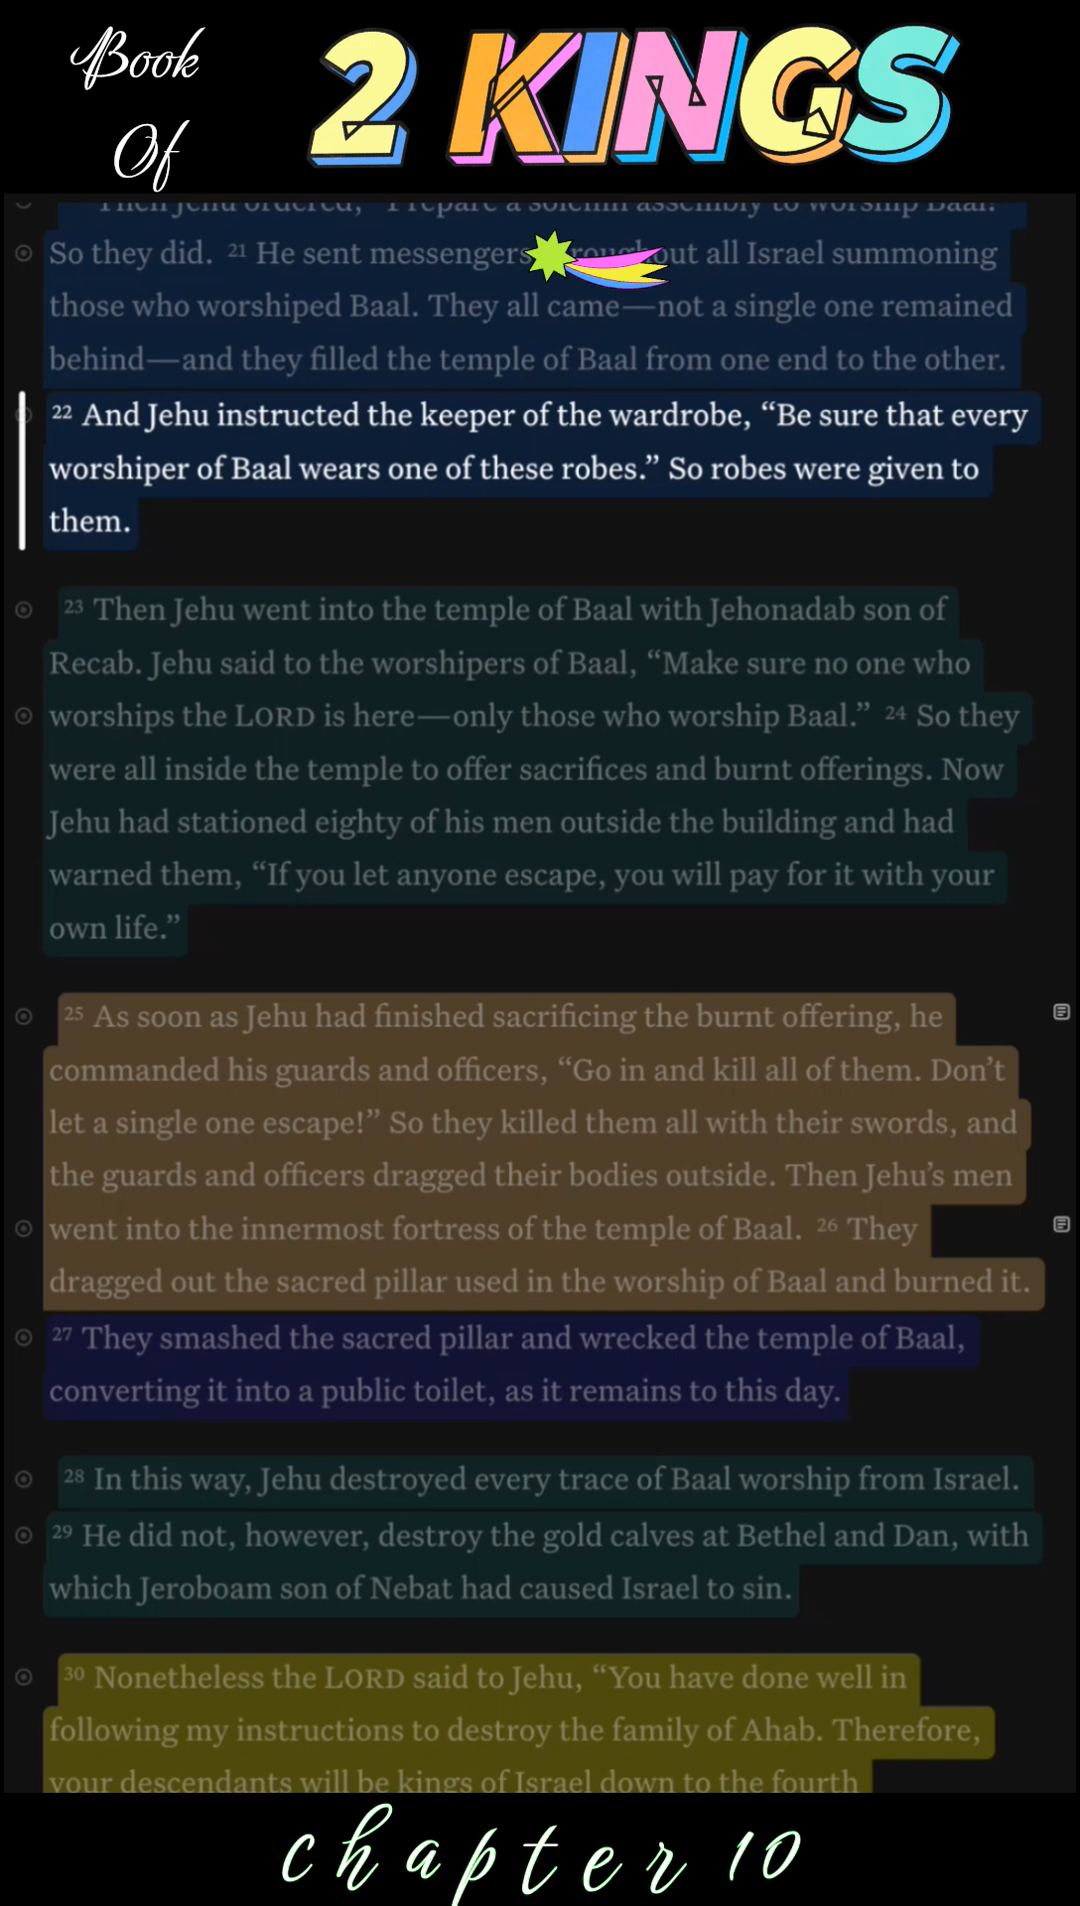 Book
Of
2 KINGS
Then Jehu ordered, “Prepare a solemn assembly to worship Baal!”
So they did. 21 He sent messengers throughout all Israel summoning
those who worshiped Baal. They all came—not a single one remained
behind—and they filled the temple of Baal from one end to the other.
22 And Jehu instructed the keeper of the wardrobe, “Be sure that every
worshiper of Baal wears one of these robes.” So robes were given to
them.
23 Then Jehu went into the temple of Baal with Jehonadab son of
Recab. Jehu said to the worshipers of Baal, “Make sure no one who
worships the LORD is here—only those who worship Baal.” 24 So they
were all inside the temple to offer sacrifices and burnt offerings. Now
Jehu had stationed eighty of his men outside the building and had
warned them, “If you let anyone escape, you will pay for it with your
own life.”
25 As soon as Jehu had finished sacrificing the burnt offering, he
commanded his guards and officers, “Go in and kill all of them. Don’t
let a single one escape!” So they killed them all with their swords, and
the guards and officers dragged their bodies outside. Then Jehu’s men
went into the innermost fortress of the temple of Baal. 26 They
dragged out the sacred pillar used in the worship of Baal and burned it.
27 They smashed the sacred pillar and wrecked the temple of Baal,
converting it into a public toilet, as it remains to this day.
28 In this way, Jehu destroyed every trace of Baal worship from Israel.
29 He did not, however, destroy the gold calves at Bethel and Dan, with
which Jeroboam son of Nebat had caused Israel to sin.
30 Nonetheless the LORD said to Jehu, “You have done well in
following my instructions to destroy the family of Ahab. Therefore,
your descendants will be kings of Israel down to the fourth
chapter 10